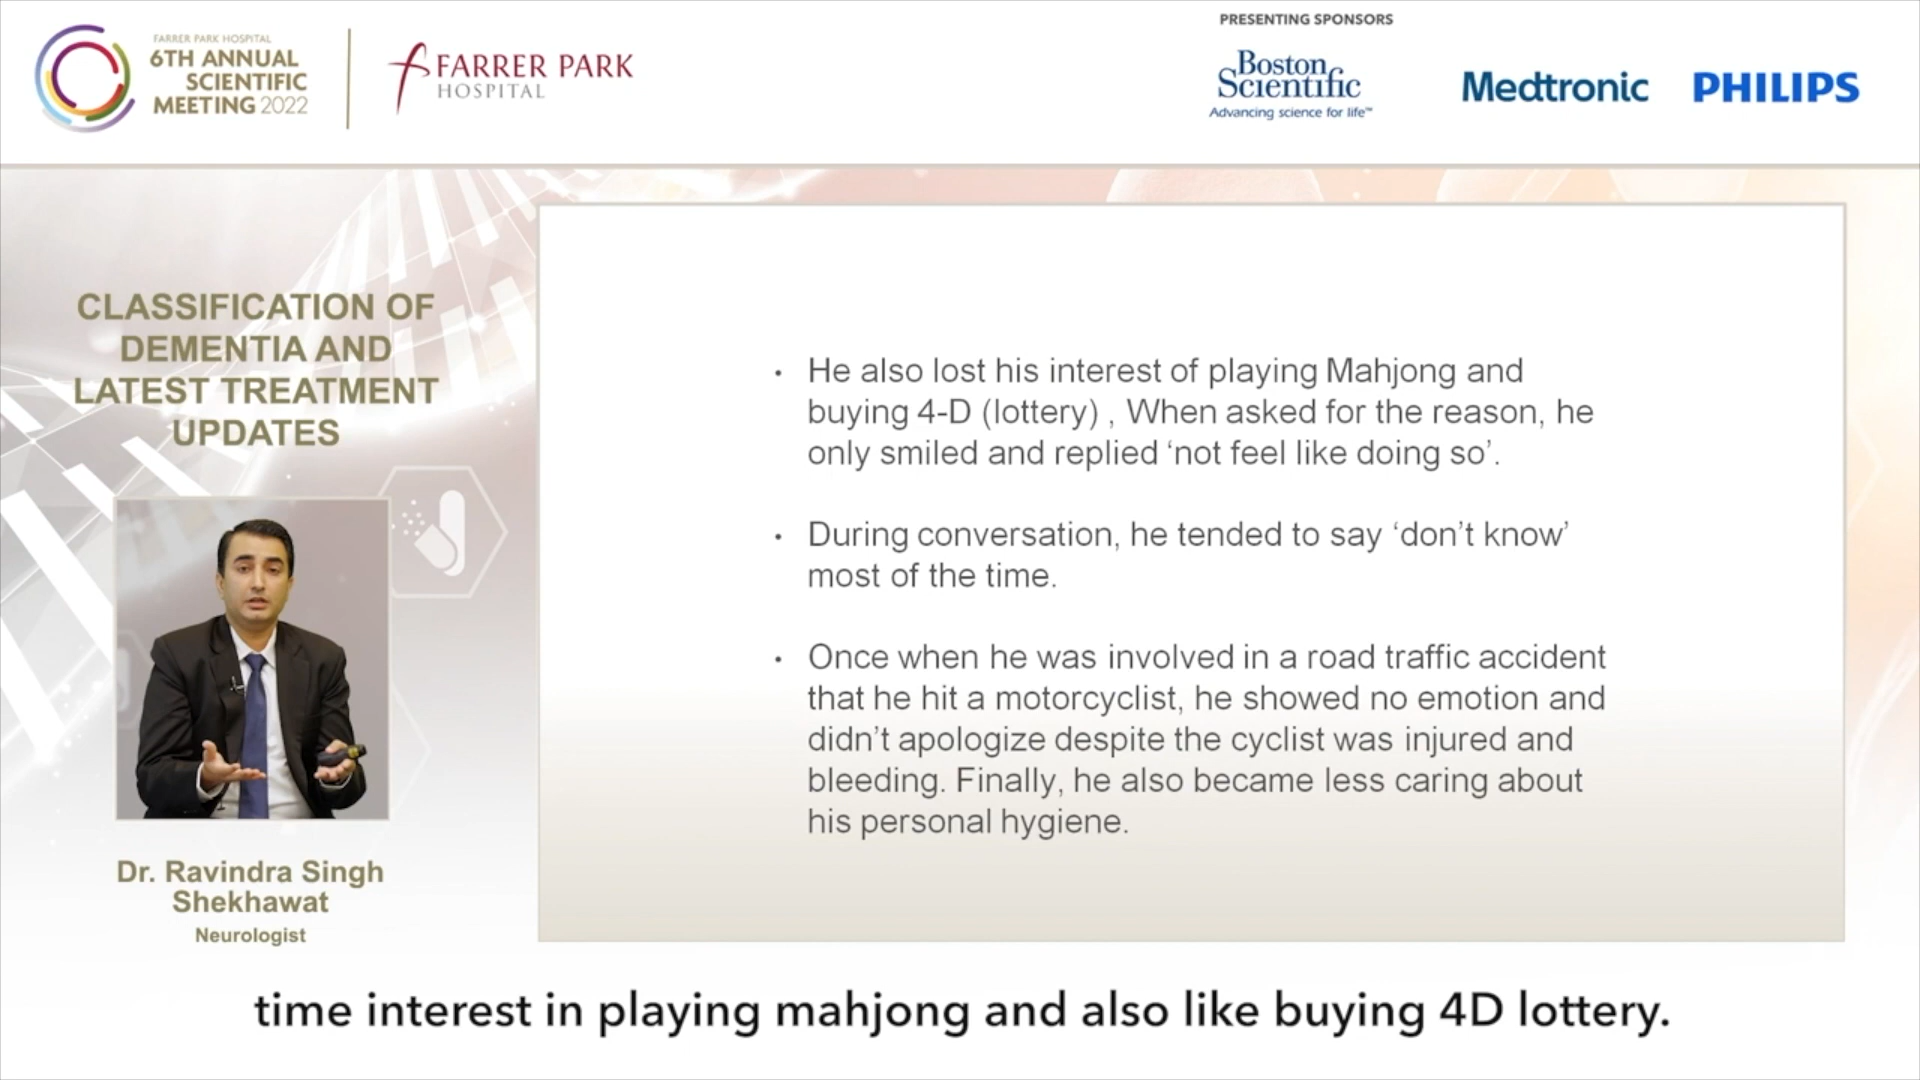 FARRER PARK HOSPITAL
6TH ANNUAL
SCIENTIFIC
MEETING 2022
FARRER PARK
HOSPITAL
PRESENTING SPONSORS
Boston
Scientific
Advancing science for life™
Medtronic
PHILIPS
CLASSIFICATION OF
DEMENTIA AND
LATEST TREATMENT
UPDATES
Dr. Ravindra Singh
Shekhawat
Neurologist
• He also lost his interest of playing Mahjong and
buying 4-D (lottery) , When asked for the reason, he
only smiled and replied ‘not feel like doing so’.
• During conversation, he tended to say ‘don’t know’
most of the time.
• Once when he was involved in a road traffic accident
that he hit a motorcyclist, he showed no emotion and
didn’t apologize despite the cyclist was injured and
bleeding. Finally, he also became less caring about
his personal hygiene.
time interest in playing mahjong and also like buying 4D lottery.